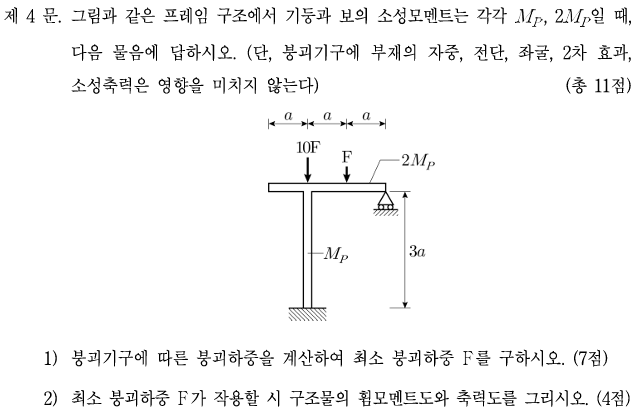 제 4 문. 그림과 같은 프레임 구조에서 기둥과 보의 소성모멘트는 각각 M_P, 2M_P일 때,
다음 물음에 답하시오. (단, 붕괴기구에 부재의 자중, 전단, 좌굴, 2차 효과,
소성축력은 영향을 미치지 않는다) (총 11점)
a a a
10F F
2M_P
M_P 3a
1) 붕괴기구에 따른 붕괴하중을 계산하여 최소 붕괴하중 F를 구하시오. (7점)
2) 최소 붕괴하중 F가 작용할 시 구조물의 휨모멘트도와 축력도를 그리시오. (4점)